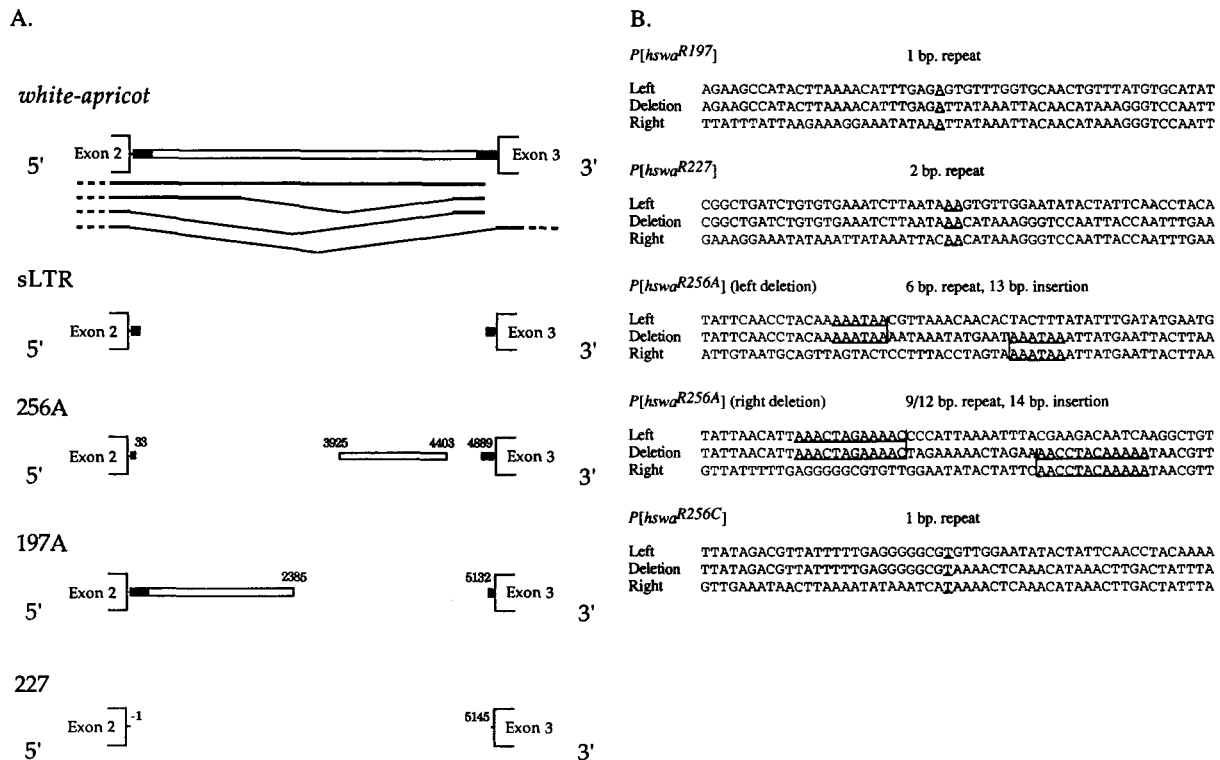 A.
white-apricot
Exon 2
Exon 3
5'
3'
sLTR
Exon 2
Exon 3
5'
3'
256A
33
3925
4403
4889
Exon 2
Exon 3
5'
3'
197A
2385
5132
Exon 2
Exon 3
5'
3'
227
-1
5145
Exon 2
Exon 3
5'
3'
B.
P[hswaR197] 1 bp. repeat
Left AGAAGCCATACTTAAAACATTTGAGAGTGTTTGGTGCAACTGTTTATGTGCATAT
Deletion AGAAGCCATACTTAAAACATTTGAGATTATAAATTACAACATAAAGGGTCCAATT
Right TTATTTATTAAGAAAGGAAATATAAATTATAAATTACAACATAAAGGGTCCAATT
P[hswaR227] 2 bp. repeat
Left CGGCTGATCTGTGTGAAATCTTAATAAAGTGTTGGAATATACTATTCAACCTACA
Deletion CGGCTGATCTGTGTGAAATCTTAATAAACATAAAGGGTCCAATTACCAATTTGAA
Right GAAAGGAAATATAAATTATAAATTACAACATAAAGGGTCCAATTACCAATTTGAA
P[hswaR256A] (left deletion) 6 bp. repeat, 13 bp. insertion
Left TATTCAACCTACAAAAATAACGTTAAACAACACTACTTTATATTTGATATGAATG
Deletion TATTCAACCTACAAAAATAAAATAAATATGAATAAATAAATTATGAATTACTTAA
Right ATTGTAATGCAGTTAGTACTCCTTTACCTAGTAAAATAAATTATGAATTACTTAA
P[hswaR256A] (right deletion) 9/12 bp. repeat, 14 bp. insertion
Left TATTAACATTAAACTAGAAAACCCCATTAAAATTTACGAAGACAATCAAGGCTGT
Deletion TATTAACATTAAACTAGAAAACTAGAAAAACTAGAAAACCTACAAAAATAACGTT
Right GTTATTTTTGAGGGGGCGTGTTGGAATATACTATTCAACCTACAAAAATAACGTT
P[hswaR256C] 1 bp. repeat
Left TTATAGACGTTATTTTTGAGGGGGCGTGTTGGAATATACTATTCAACCTACAAAA
Deletion TTATAGACGTTATTTTTGAGGGGGCGTAAAACTCAAACATAAACTTGACTATTTA
Right GTTGAAATAACTTAAAATATAAATCATAAAACTCAAACATAAACTTGACTATTTA